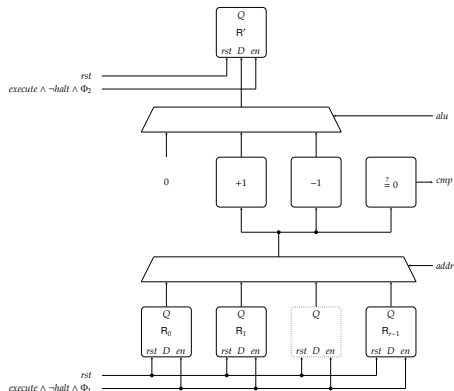 Q
R′
rst D en
rst
execute ∧ ¬halt ∧ Φ2
alu
0
+1
−1
≟ 0
cmp
addr
Q Q Q Q
R0 R1 Rr−1
rst D en rst D en rst D en rst D en
rst
execute ∧ ¬halt ∧ Φ1